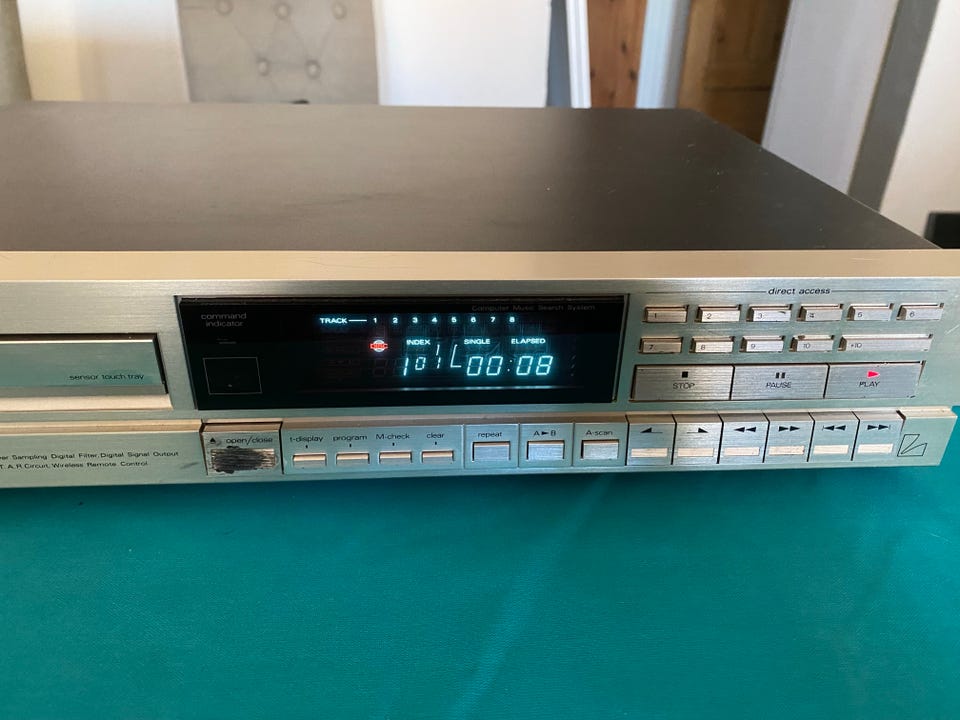 direct access
Computer Music Search System
command
indicator
TRACK 1 2 3 4 5 6 7 8
1 2 3 4 5 6
INDEX SINGLE ELAPSED
7 8 9 10 +10
1 01 00:08
sensor touch tray
STOP PAUSE PLAY
open/close t-display program M-check clear repeat A►B A-scan
Sampling Digital Filter, Digital Signal Output
T.A.R. Circuit, Wireless Remote Control.